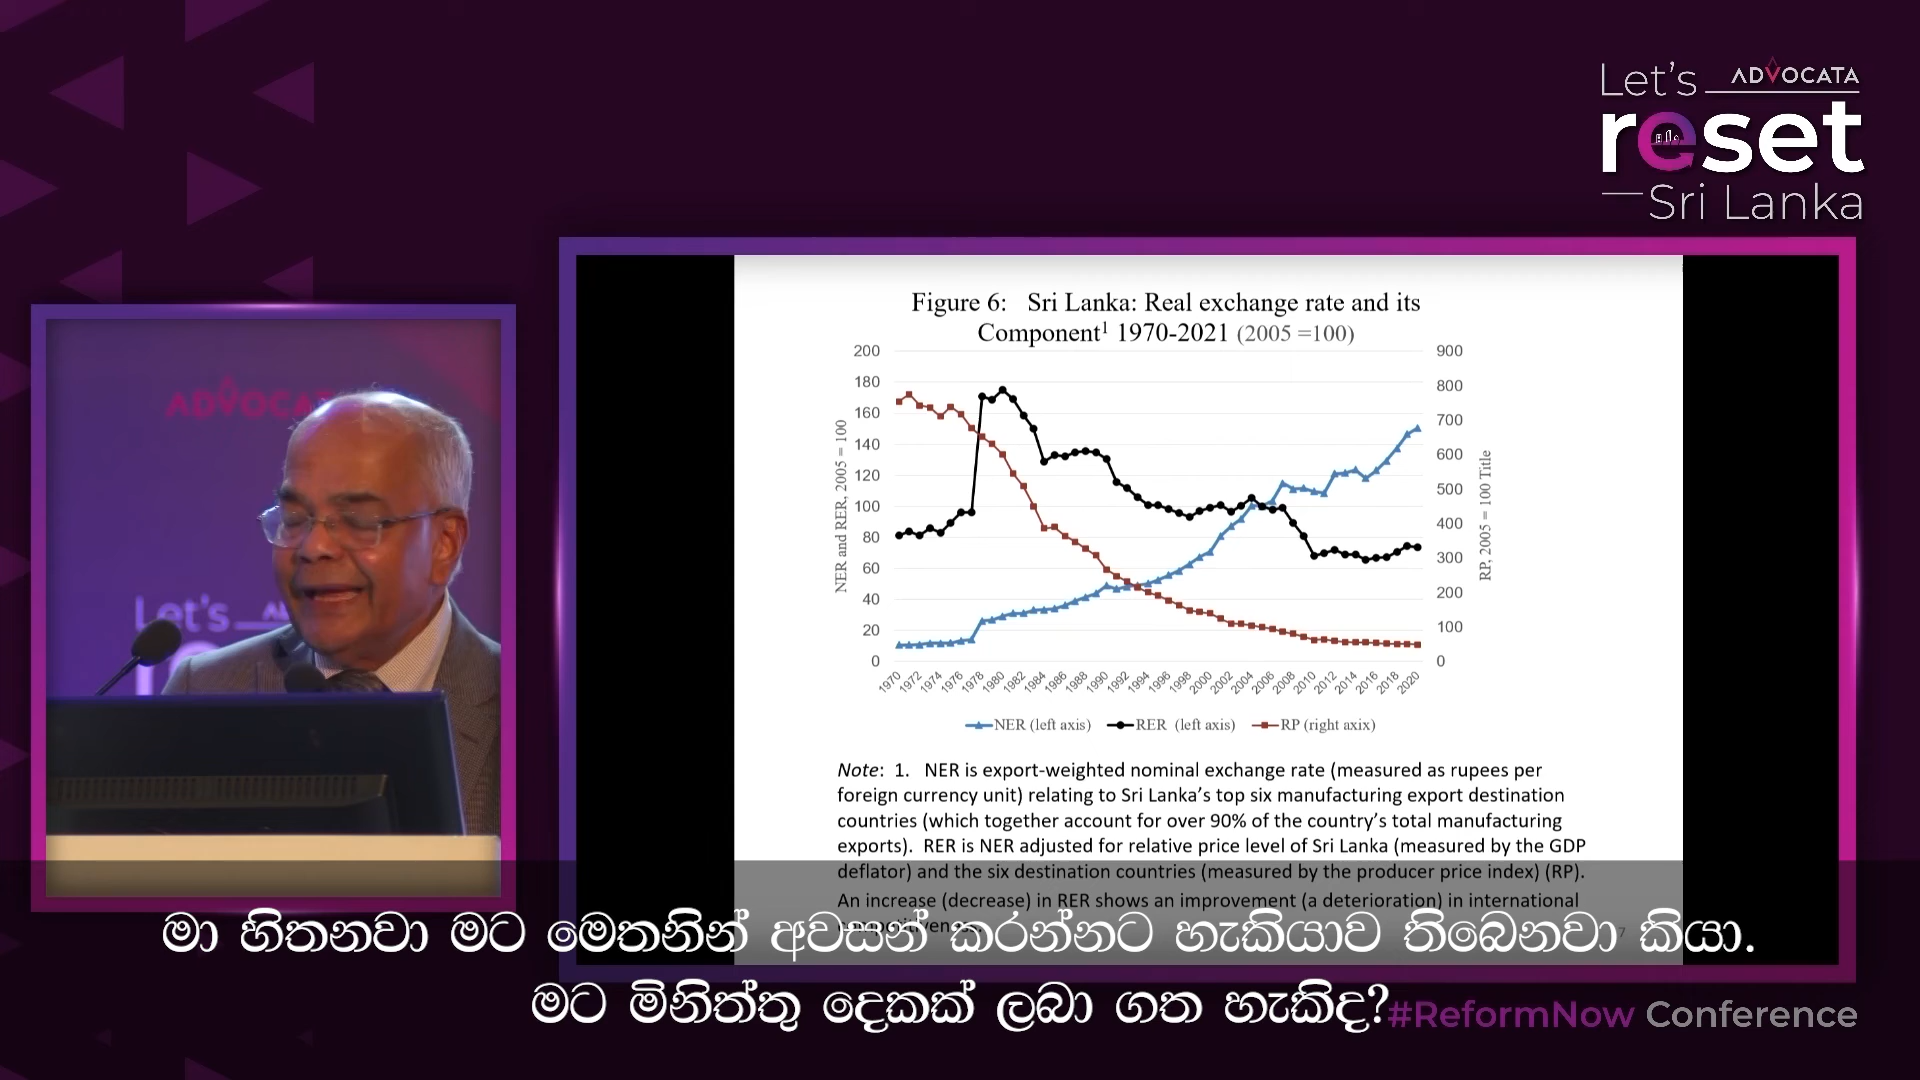 Let's ADVOCATA
reset
Sri Lanka
ADVOCA
Let's
Figure 6: Sri Lanka: Real exchange rate and its
Component¹ 1970-2021 (2005 =100)
NER and RER, 2005 = 100
200
180
160
140
120
100
80
60
40
20
0
900
800
700
600
500
400
300
200
100
0
RP, 2005 = 100 Title
1970 1972 1974 1976 1978 1980 1982 1984 1986 1988 1990 1992 1994 1996 1998 2000 2002 2004 2006 2008 2010 2012 2014 2016 2018 2020
NER (left axis) RER (left axis) RP (right axix)
Note: 1. NER is export-weighted nominal exchange rate (measured as rupees per
foreign currency unit) relating to Sri Lanka's top six manufacturing export destination
countries (which together account for over 90% of the country's total manufacturing
exports). RER is NER adjusted for relative price level of Sri Lanka (measured by the GDP
deflator) and the six destination countries (measured by the producer price index) (RP).
An increase (decrease) in RER shows an improvement (a deterioration) in international
මා හිතනවා මට මෙතනින් අවසන් කරන්නට හැකියාව තිබෙනවා කියා.
මට මිනිත්තු දෙකක් ලබා ගත හැකිද?
#ReformNow Conference